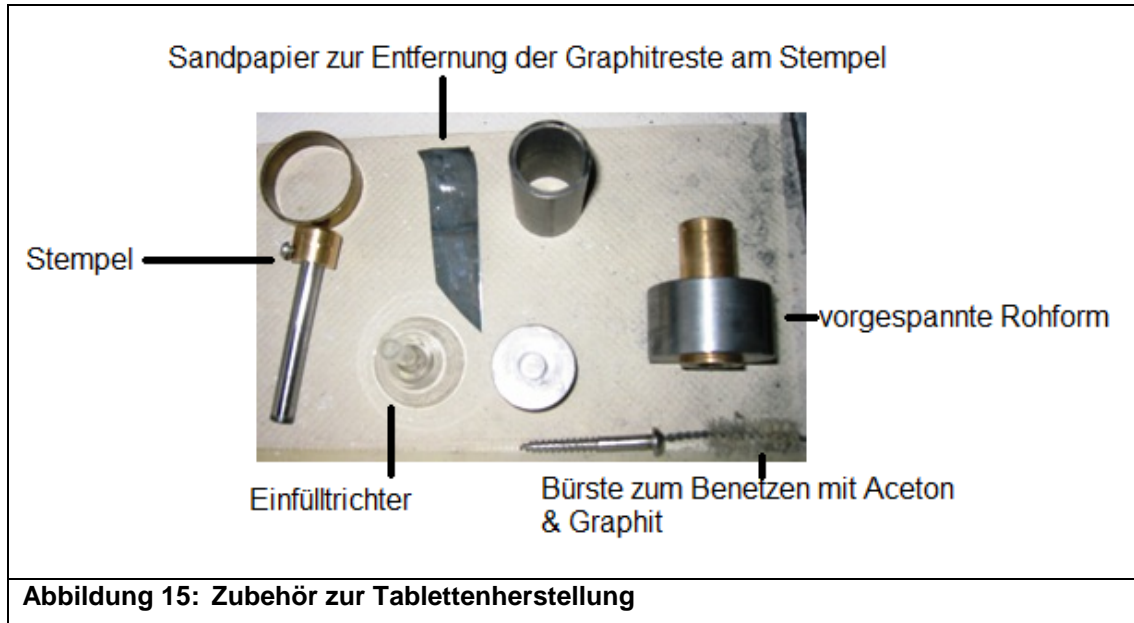 Sandpapier zur Entfernung der Graphitreste am Stempel
Stempel
vorgespannte Rohform
Einfülltrichter
Bürste zum Benetzen mit Aceton
& Graphit
Abbildung 15: Zubehör zur Tablettenherstellung